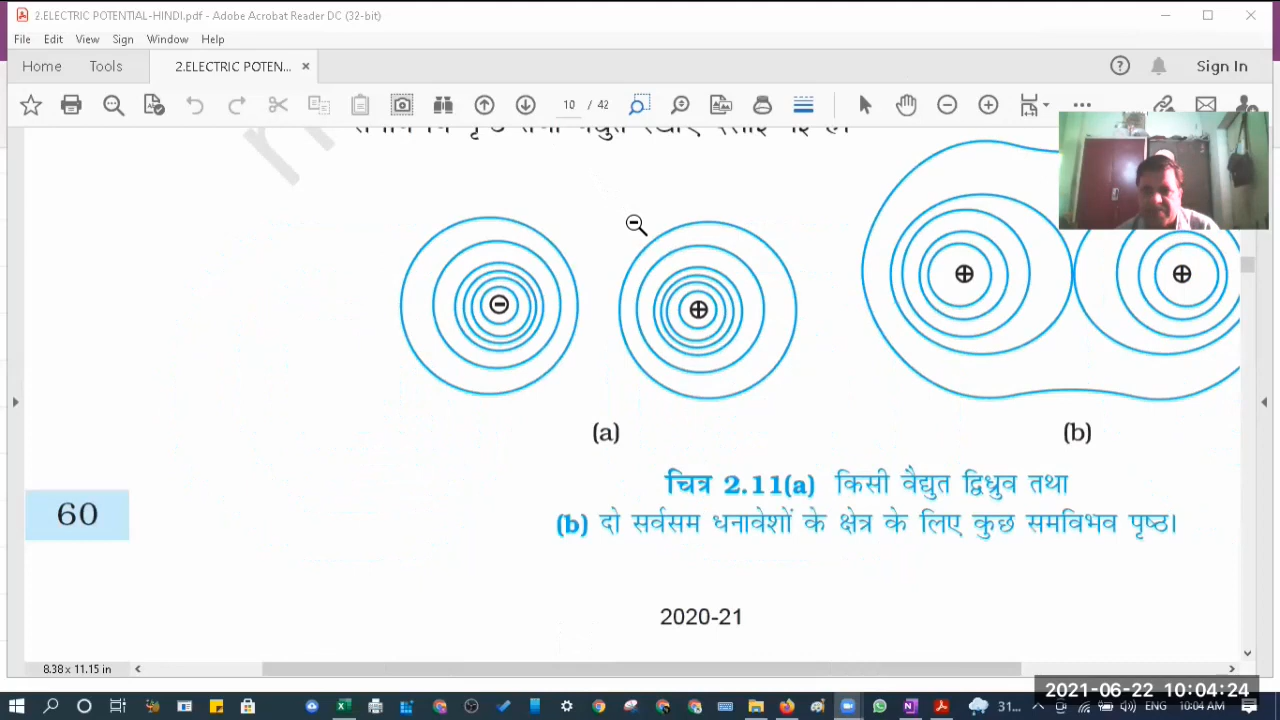 2.ELECTRIC POTENTIAL-HINDI.pdf - Adobe Acrobat Reader DC (32-bit)
File Edit View Sign Window Help
Home Tools 2.ELECTRIC POTEN... × Sign In
10 / 42
(a)
(b)
चित्र 2.11(a) किसी वैद्युत द्विध्रुव तथा
(b) दो सर्वसम धनावेशों के क्षेत्र के लिए कुछ समविभव पृष्ठ।
60
2020-21
8.38 x 11.15 in
2021-06-22 10:04:24
31... ENG 10:04 AM